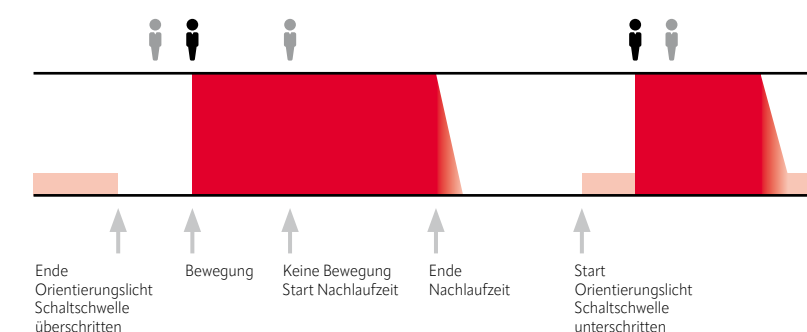 Ende
Orientierungslicht
Schaltschwelle
überschritten
Bewegung
Keine Bewegung
Start Nachlaufzeit
Ende
Nachlaufzeit
Start
Orientierungslicht
Schaltschwelle
unterschritten